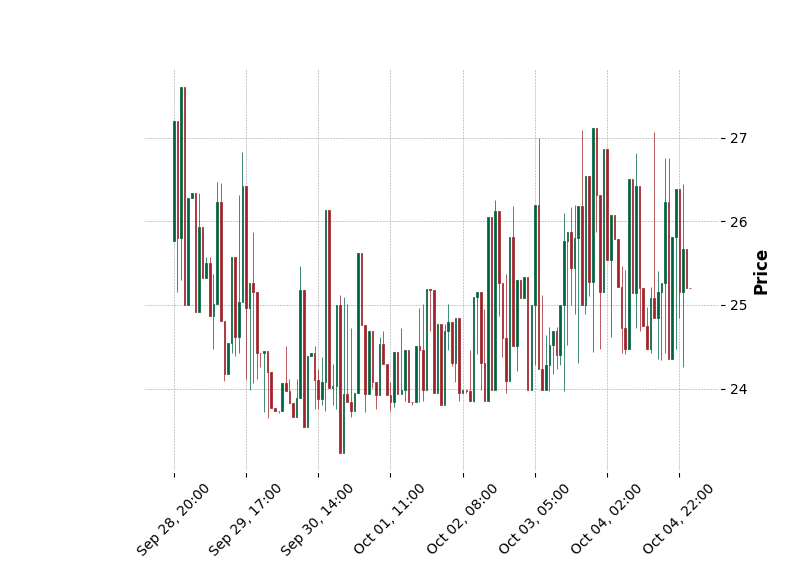 27
26
25
24
Price
Sep 28, 20:00
Sep 29, 17:00
Sep 30, 14:00
Oct 01, 11:00
Oct 02, 08:00
Oct 03, 05:00
Oct 04, 02:00
Oct 04, 22:00